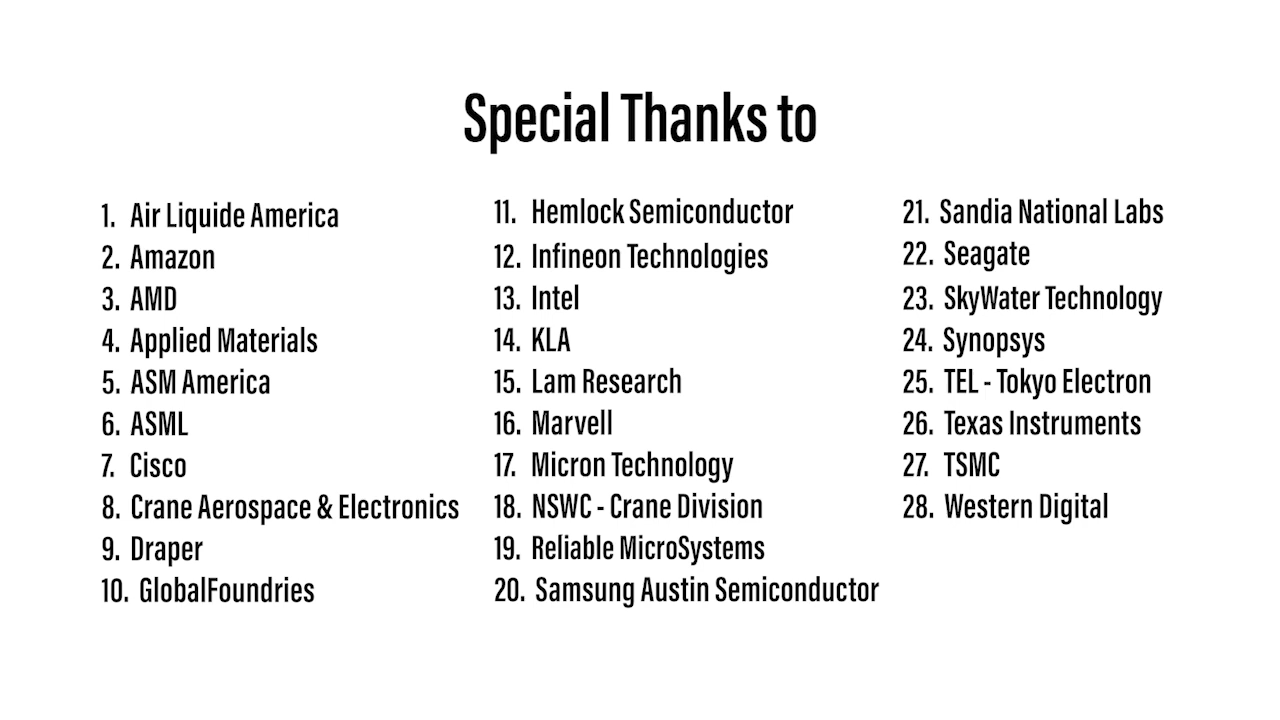 Special Thanks to
1. Air Liquide America
2. Amazon
3. AMD
4. Applied Materials
5. ASM America
6. ASML
7. Cisco
8. Crane Aerospace & Electronics
9. Draper
10. GlobalFoundries
11. Hemlock Semiconductor
12. Infineon Technologies
13. Intel
14. KLA
15. Lam Research
16. Marvell
17. Micron Technology
18. NSWC - Crane Division
19. Reliable MicroSystems
20. Samsung Austin Semiconductor
21. Sandia National Labs
22. Seagate
23. SkyWater Technology
24. Synopsys
25. TEL - Tokyo Electron
26. Texas Instruments
27. TSMC
28. Western Digital